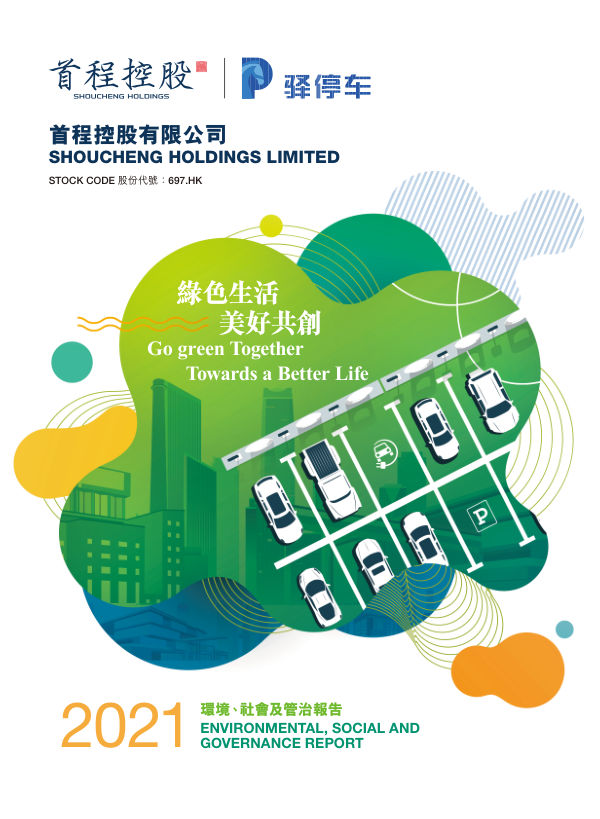 首程控股
SHOUCHENG HOLDINGS
驿停车
首程控股有限公司
SHOUCHENG HOLDINGS LIMITED
STOCK CODE 股份代號：697.HK
綠色生活
美好共創
Go green Together
Towards a Better Life
P
2021
環境、社會及管治報告
ENVIRONMENTAL, SOCIAL AND
GOVERNANCE REPORT